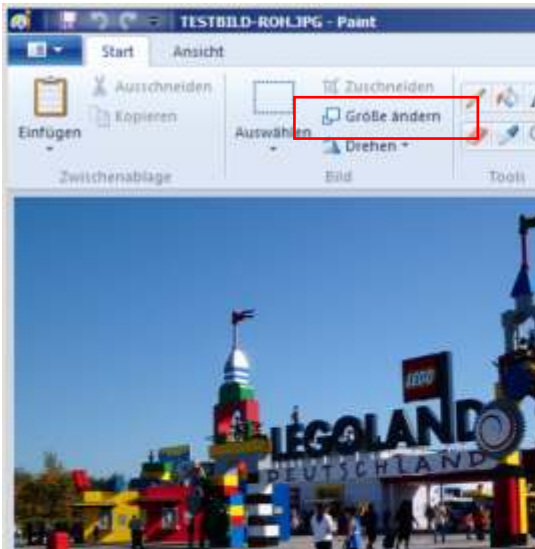 TESTBILD-ROH.JPG - Paint
Start Ansicht
Ausschneiden
Kopieren
Einfügen
Zwischenablage
Auswählen
Zuschneiden
Größe ändern
Drehen
Bild
Tools
LEGO
LEGOLAND
DEUTSCHLAND